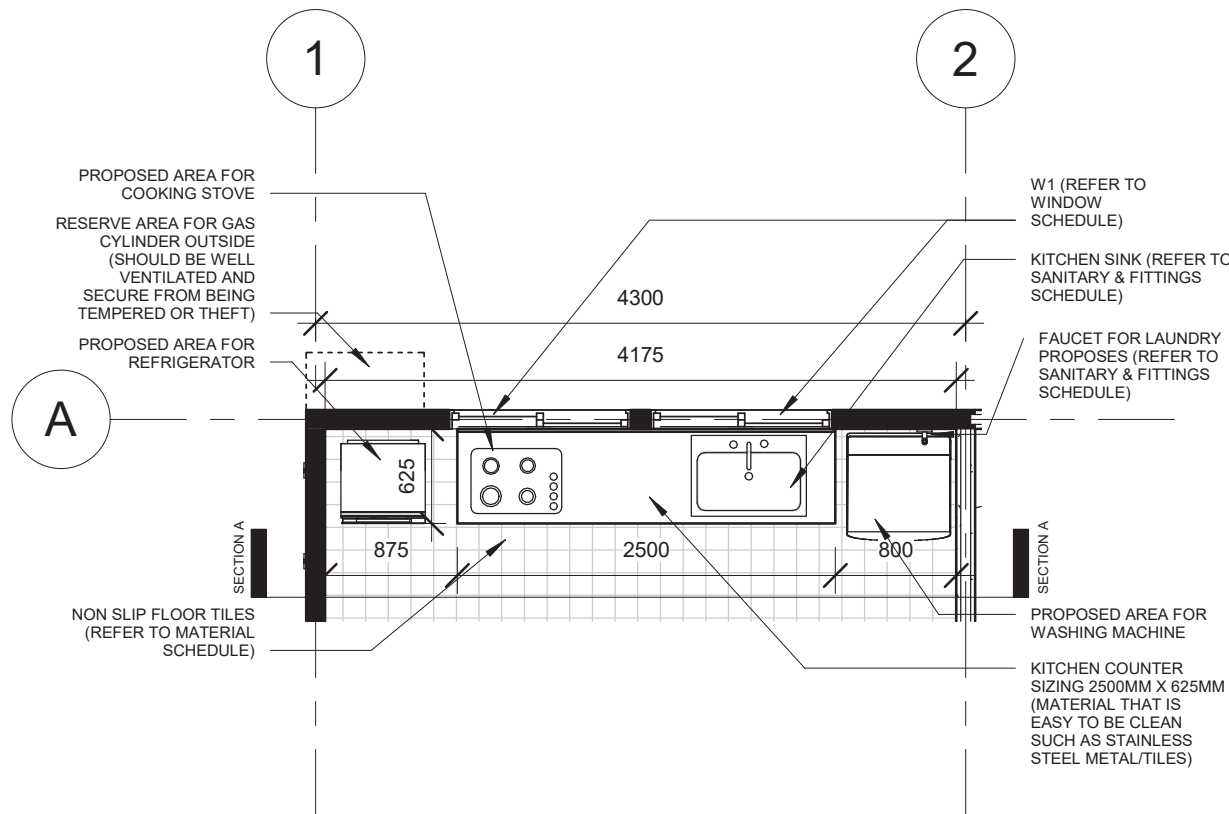 1
2
PROPOSED AREA FOR
COOKING STOVE
RESERVE AREA FOR GAS
CYLINDER OUTSIDE
(SHOULD BE WELL
VENTILATED AND
SECURE FROM BEING
TEMPERED OR THEFT)
PROPOSED AREA FOR
REFRIGERATOR
W1 (REFER TO
WINDOW
SCHEDULE)
KITCHEN SINK (REFER TO
SANITARY & FITTINGS
SCHEDULE)
FAUCET FOR LAUNDRY
PROPOSES (REFER TO
SANITARY & FITTINGS
SCHEDULE)
4300
4175
A
625
875
2500
800
SECTION A
SECTION A
NON SLIP FLOOR TILES
(REFER TO MATERIAL
SCHEDULE)
PROPOSED AREA FOR
WASHING MACHINE
KITCHEN COUNTER
SIZING 2500MM X 625MM
(MATERIAL THAT IS
EASY TO BE CLEAN
SUCH AS STAINLESS
STEEL METAL/TILES)